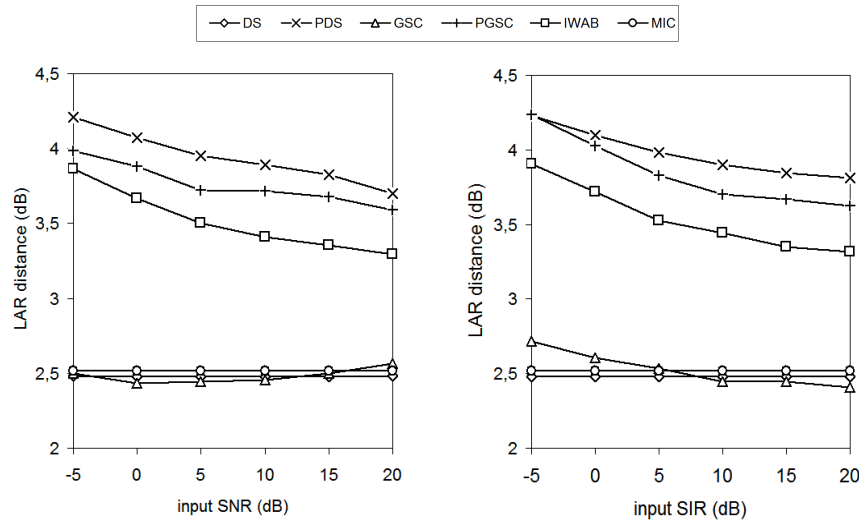 DS PDS GSC PGSC IWAB MIC
4,5
4
3,5
3
2,5
2
-5 0 5 10 15 20
input SNR (dB)
LAR distance (dB)
4,5
4
3,5
3
2,5
2
-5 0 5 10 15 20
input SIR (dB)
LAR distance (dB)